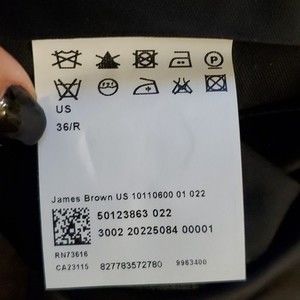 US
36/R
James Brown US 10110600 01 022
50123863 022
3002 20225084 00001
RN73616
CA23115 827783572780 9983400